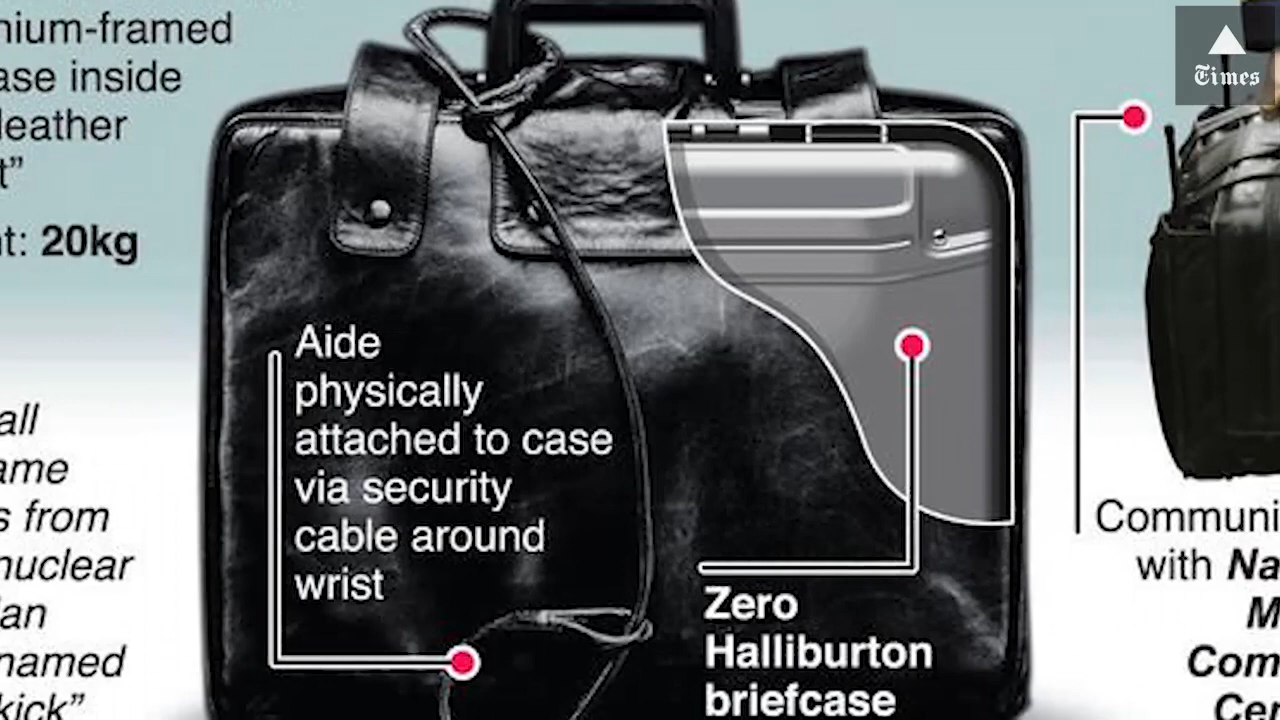 nium-framed
ase inside
leather
t”
t: 20kg
all
ame
s from
nuclear
an
named
kick”
Aide
physically
attached to case
via security
cable around
wrist
Zero
Halliburton
briefcase
Times
Communi
with Na
M
Com
Cer